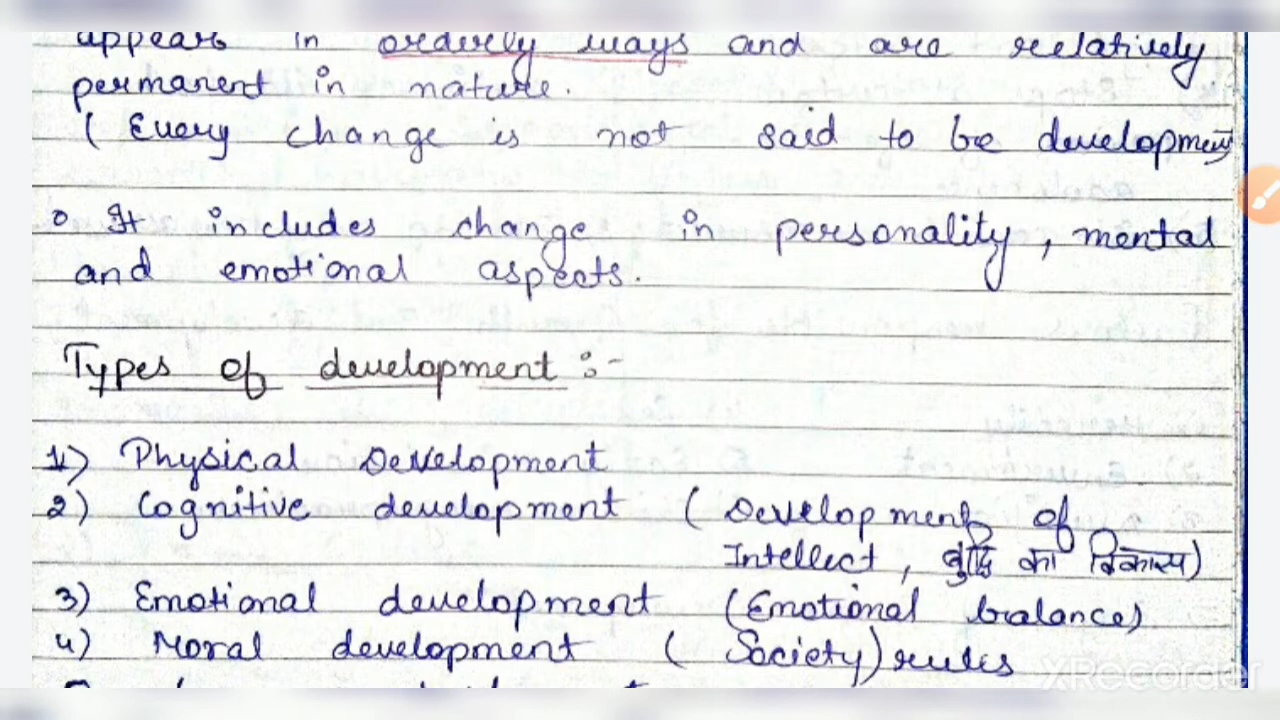 appears in orderly ways and are relatively
permanent in nature.
( Every change is not said to be development
o It includes change in personality, mental
and emotional aspects.
Types of development :-
1) Physical Development
2) Cognitive development ( Development of
Intellect, बुद्धि का विकास)
3) Emotional development (Emotional balance)
4) Moral development ( Society) rules
XRecorder